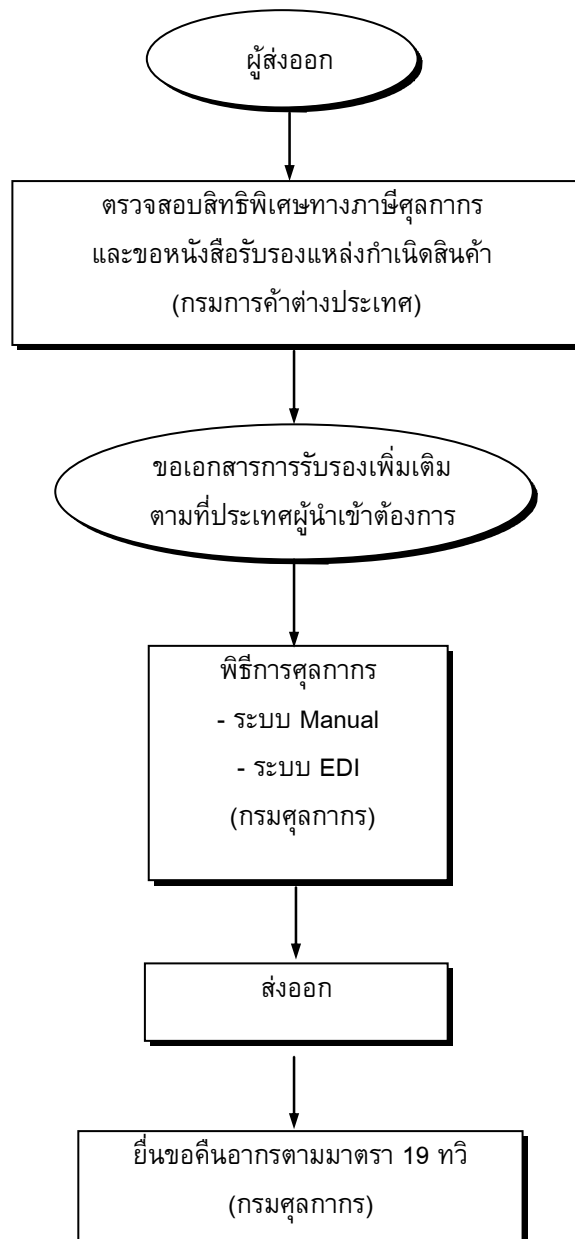 ผู้ส่งออก
ตรวจสอบสิทธิพิเศษทางภาษีศุลกากร
และขอหนังสือรับรองแหล่งกำเนิดสินค้า
(กรมการค้าต่างประเทศ)
ขอเอกสารการรับรองเพิ่มเติม
ตามที่ประเทศผู้นำเข้าต้องการ
พิธีการศุลกากร
- ระบบ Manual
- ระบบ EDI
(กรมศุลกากร)
ส่งออก
ยื่นขอคืนอากรตามมาตรา 19 ทวิ
(กรมศุลกากร)